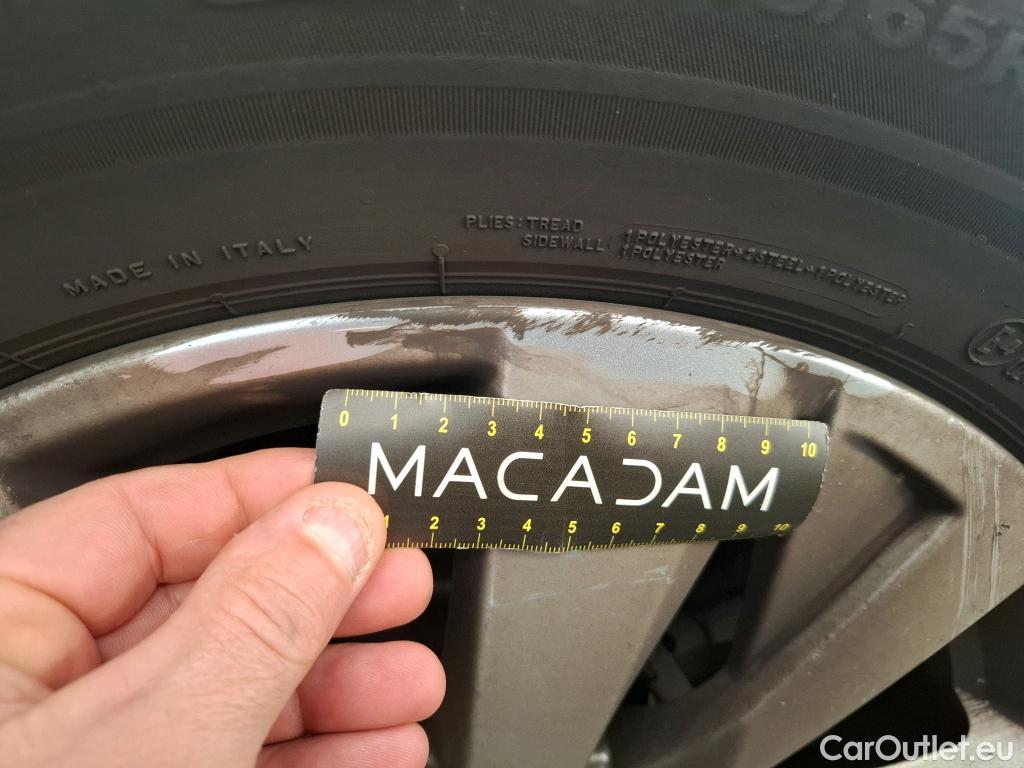 /65R
MADE IN ITALY
PLIES: TREAD 1 POLYESTER + 2 STEEL + 1 POLYESTER
SIDEWALL 1 POLYESTER
0 1 2 3 4 5 6 7 8 9 10
MACADAM
1 2 3 4 5 6 7 8 9 10
CarOutlet.eu